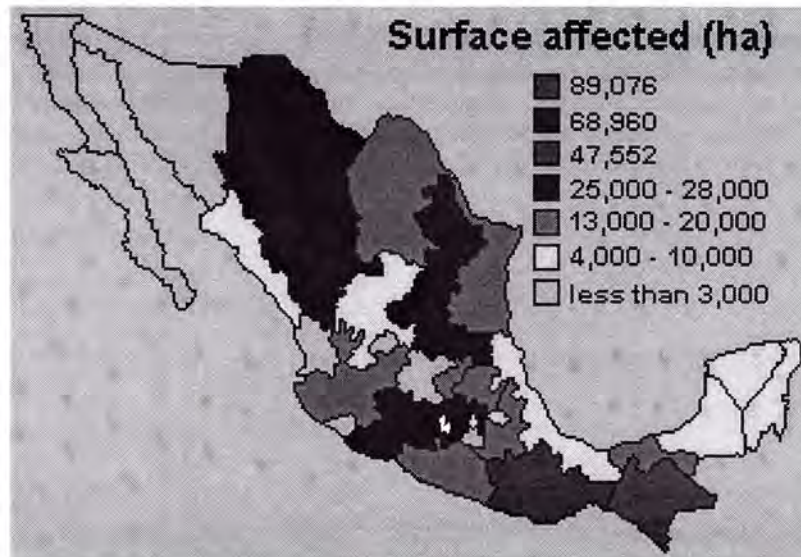 Surface affected (ha)
89,076
68,960
47,552
25,000 - 28,000
13,000 - 20,000
4,000 - 10,000
less than 3,000